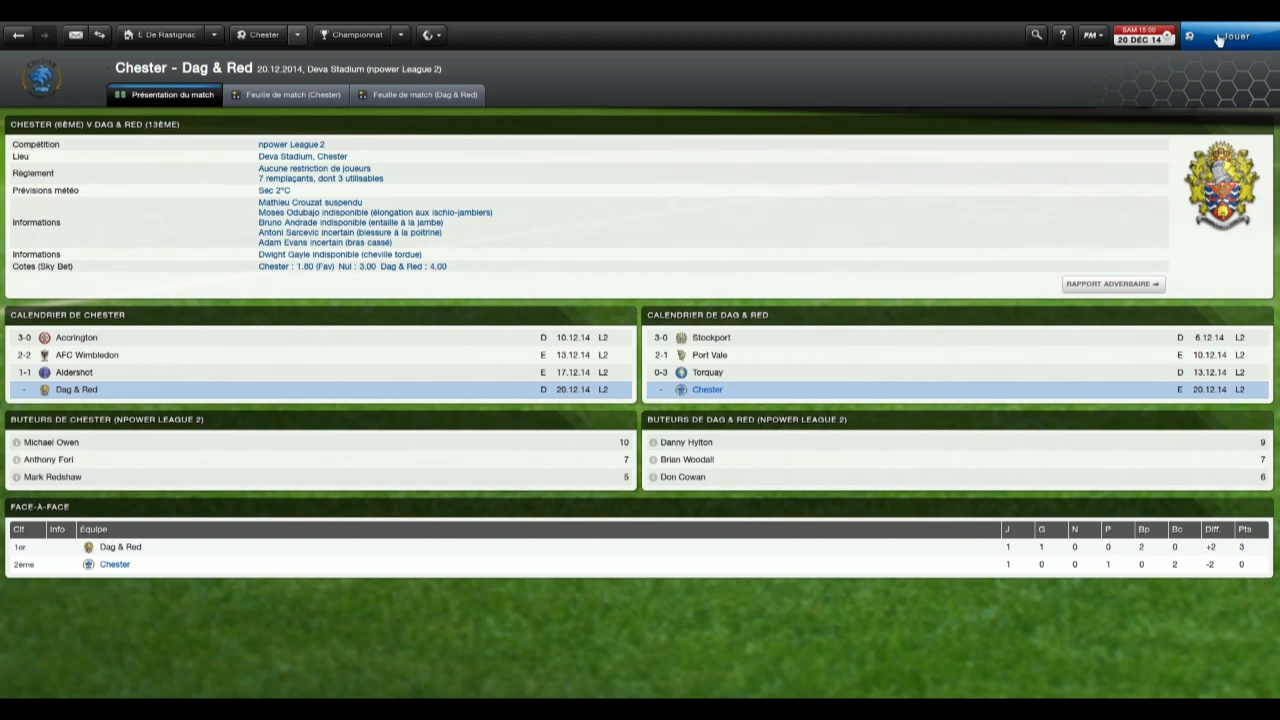 E De Rastignac Chester Championnat ? FM SAM 15:00 Jouer
20 DÉC 14
Chester - Dag & Red 20.12.2014, Deva Stadium (npower League 2)
Présentation du match Feuille de match (Chester) Feuille de match (Dag & Red)
CHESTER (6ÈME) V DAG & RED (13ÈME)
Compétition npower League 2
Lieu Deva Stadium, Chester
Règlement Aucune restriction de joueurs
7 remplaçants, dont 3 utilisables
Prévisions météo Sec 2°C
Mathieu Crouzat suspendu
Moses Odubajo indisponible (élongation aux ischio-jambiers)
Informations Bruno Andrade indisponible (entaille à la jambe)
Antoni Sarcevic incertain (blessure à la poitrine)
Adam Evans incertain (bras cassé)
Informations Dwight Gayle indisponible (cheville tordue)
Cotes (Sky Bet) Chester : 1.80 (Fav) Nul : 3.00 Dag & Red : 4.00
RAPPORT ADVERSAIRE
CALENDRIER DE CHESTER
3-0 Accrington D 10.12.14 L2
2-2 AFC Wimbledon E 13.12.14 L2
1-1 Aldershot E 17.12.14 L2
- Dag & Red D 20.12.14 L2
CALENDRIER DE DAG & RED
3-0 Stockport D 6.12.14 L2
2-1 Port Vale E 10.12.14 L2
0-3 Torquay D 13.12.14 L2
- Chester E 20.12.14 L2
BUTEURS DE CHESTER (NPOWER LEAGUE 2)
Michael Owen 10
Anthony Fori 7
Mark Redshaw 5
BUTEURS DE DAG & RED (NPOWER LEAGUE 2)
Danny Hylton 9
Brian Woodall 7
Don Cowan 6
FACE-À-FACE
Clt Info Équipe J G N P Bp Bc Diff. Pts
1er Dag & Red 1 1 0 0 2 0 +2 3
2ème Chester 1 0 0 1 0 2 -2 0